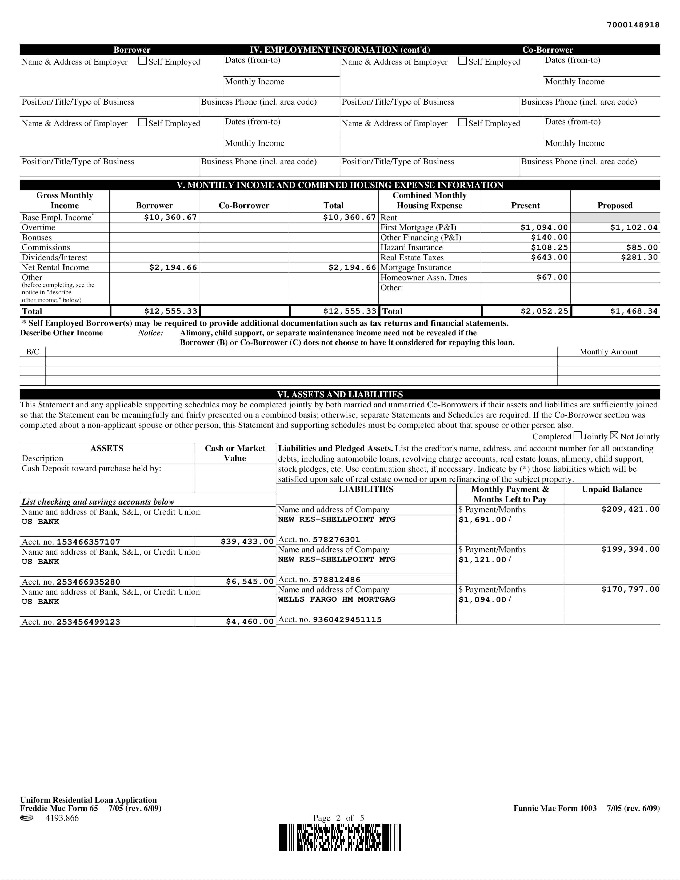 7000148918
Borrower IV. EMPLOYMENT INFORMATION (cont'd) Co-Borrower
Name & Address of Employer Self Employed Dates (from-to) Name & Address of Employer Self Employed Dates (from-to)
Monthly Income Monthly Income
Position/Title/Type of Business Business Phone (incl. area code) Position/Title/Type of Business Business Phone (incl. area code)
Name & Address of Employer Self Employed Dates (from-to) Name & Address of Employer Self Employed Dates (from-to)
Monthly Income Monthly Income
Position/Title/Type of Business Business Phone (incl. area code) Position/Title/Type of Business Business Phone (incl. area code)
V. MONTHLY INCOME AND COMBINED HOUSING EXPENSE INFORMATION
Gross Monthly Income Borrower Co-Borrower Total Combined Monthly Housing Expense Present Proposed
Base Empl. Income* $10,360.67 $10,360.67 Rent
Overtime First Mortgage (P&I) $1,094.00 $1,102.04
Bonuses Other Financing (P&I) $140.00
Commissions Hazard Insurance $108.25 $85.00
Dividends/Interest Real Estate Taxes $643.00 $281.30
Net Rental Income $2,194.66 $2,194.66 Mortgage Insurance
Other Homeowner Assn. Dues $67.00
(before completing, see the Other
notice in "describe
other income," below)
Total $12,555.33 $12,555.33 Total $2,052.25 $1,468.34
* Self Employed Borrower(s) may be required to provide additional documentation such as tax returns and financial statements.
Describe Other Income Notice: Alimony, child support, or separate maintenance income need not be revealed if the
Borrower (B) or Co-Borrower (C) does not choose to have it considered for repaying this loan.
B/C Monthly Amount
VI. ASSETS AND LIABILITIES
This Statement and any applicable supporting schedules may be completed jointly by both married and unmarried Co-Borrowers if their assets and liabilities are sufficiently joined
so that the Statement can be meaningfully and fairly presented on a combined basis; otherwise, separate Statements and Schedules are required. If the Co-Borrower section was
completed about a non-applicant spouse or other person, this Statement and supporting schedules must be completed about that spouse or other person also.
Completed Jointly Not Jointly
ASSETS Cash or Market Value
Description
Cash Deposit toward purchase held by:
Liabilities and Pledged Assets. List the creditor's name, address, and account number for all outstanding
debts, including automobile loans, revolving charge accounts, real estate loans, alimony, child support,
stock pledges, etc. Use continuation sheet, if necessary. Indicate by (*) those liabilities which will be
satisfied upon sale of real estate owned or upon refinancing of the subject property.
LIABILITIES Monthly Payment & Months Left to Pay Unpaid Balance
List checking and savings accounts below
Name and address of Bank, S&L, or Credit Union Name and address of Company $ Payment/Months $209,421.00
US BANK NEW RES-SHELLPOINT MTG $1,691.00/
Acct. no. 153466357107 $39,433.00 Acct. no. 578276301
Name and address of Bank, S&L, or Credit Union Name and address of Company $ Payment/Months $199,394.00
US BANK NEW RES-SHELLPOINT MTG $1,121.00/
Acct. no. 253466935280 $6,545.00 Acct. no. 578812486
Name and address of Bank, S&L, or Credit Union Name and address of Company $ Payment/Months $170,797.00
US BANK WELLS FARGO HM MORTGAG $1,094.00/
Acct. no. 253456499123 $4,460.00 Acct. no. 9360429451115
Uniform Residential Loan Application
Freddie Mac Form 65 7/05 (rev. 6/09) Fannie Mae Form 1003 7/05 (rev. 6/09)
4193.866 Page 2 of 5